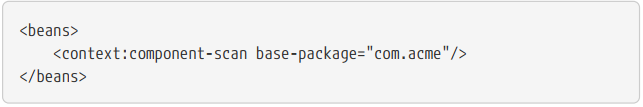 <beans>
    <context:component-scan base-package="com.acme"/>
</beans>